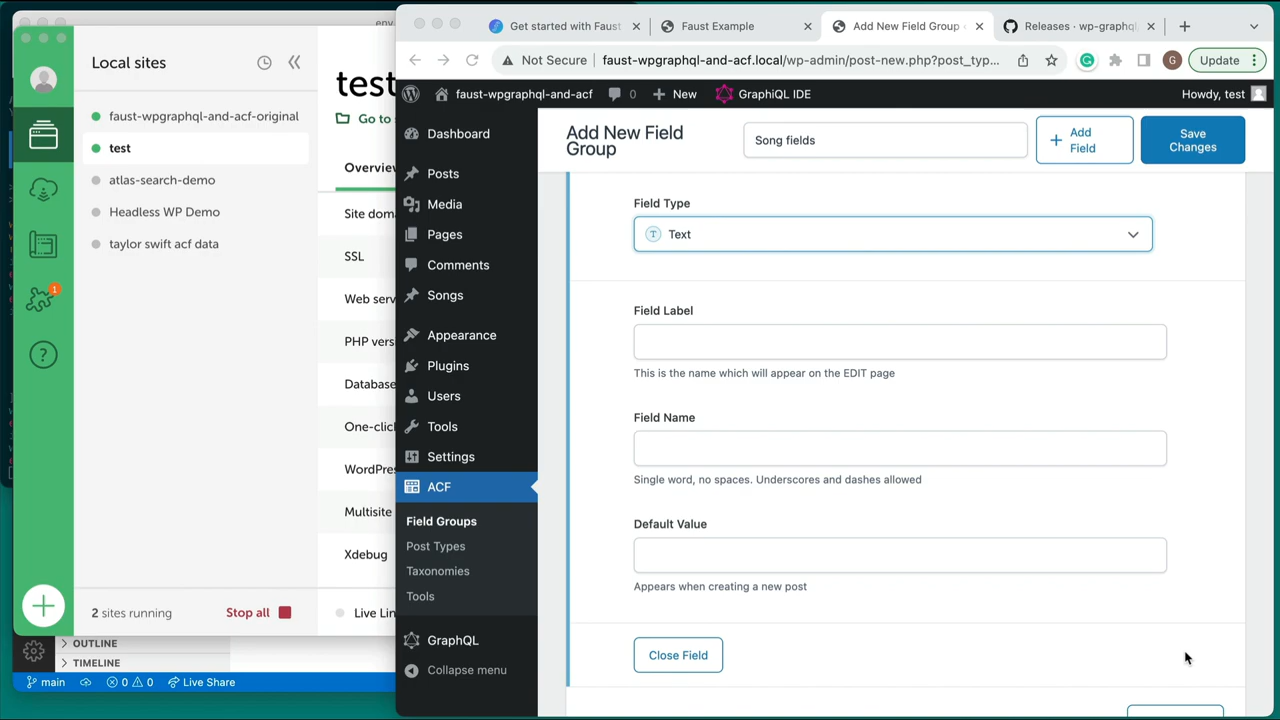 env
Local sites
faust-wpgraphql-and-acf-original
test
atlas-search-demo
Headless WP Demo
taylor swift acf data
1
?
2 sites running
Stop all
test
Go to s
Overview
Site dom
SSL
Web serv
PHP vers
Database
One-clic
WordPres
Multisite
Xdebug
Live Lin
OUTLINE
TIMELINE
main
0
0
Live Share
Get started with Faust
Faust Example
Add New Field Group
Releases · wp-graphql
Not Secure
faust-wpgraphql-and-acf.local/wp-admin/post-new.php?post_typ...
G
Update
faust-wpgraphql-and-acf
0
New
GraphiQL IDE
Howdy, test
Dashboard
Posts
Media
Pages
Comments
Songs
Appearance
Plugins
Users
Tools
Settings
ACF
Field Groups
Post Types
Taxonomies
Tools
GraphQL
Collapse menu
Add New Field
Group
Song fields
Add
Field
Save
Changes
Field Type
T Text
Field Label
This is the name which will appear on the EDIT page
Field Name
Single word, no spaces. Underscores and dashes allowed
Default Value
Appears when creating a new post
Close Field